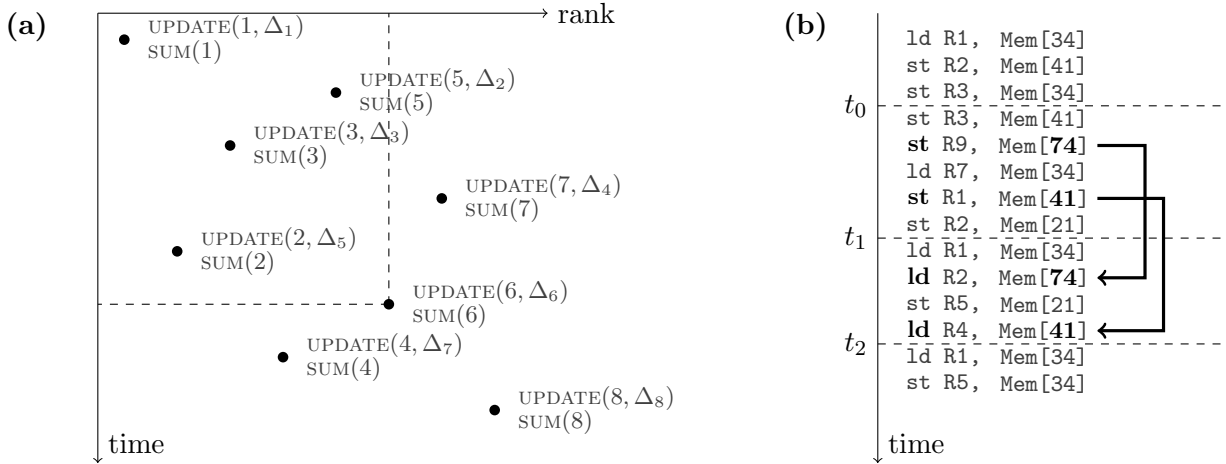 (a)
rank
UPDATE(1, Δ₁)
SUM(1)
UPDATE(5, Δ₂)
SUM(5)
UPDATE(3, Δ₃)
SUM(3)
UPDATE(7, Δ₄)
SUM(7)
UPDATE(2, Δ₅)
SUM(2)
UPDATE(6, Δ₆)
SUM(6)
UPDATE(4, Δ₇)
SUM(4)
UPDATE(8, Δ₈)
SUM(8)
time
(b)
ld R1, Mem[34]
st R2, Mem[41]
st R3, Mem[34]
t₀
st R3, Mem[41]
st R9, Mem[74]
ld R7, Mem[34]
st R1, Mem[41]
st R2, Mem[21]
t₁
ld R1, Mem[34]
ld R2, Mem[74]
st R5, Mem[21]
ld R4, Mem[41]
t₂
ld R1, Mem[34]
st R5, Mem[34]
time